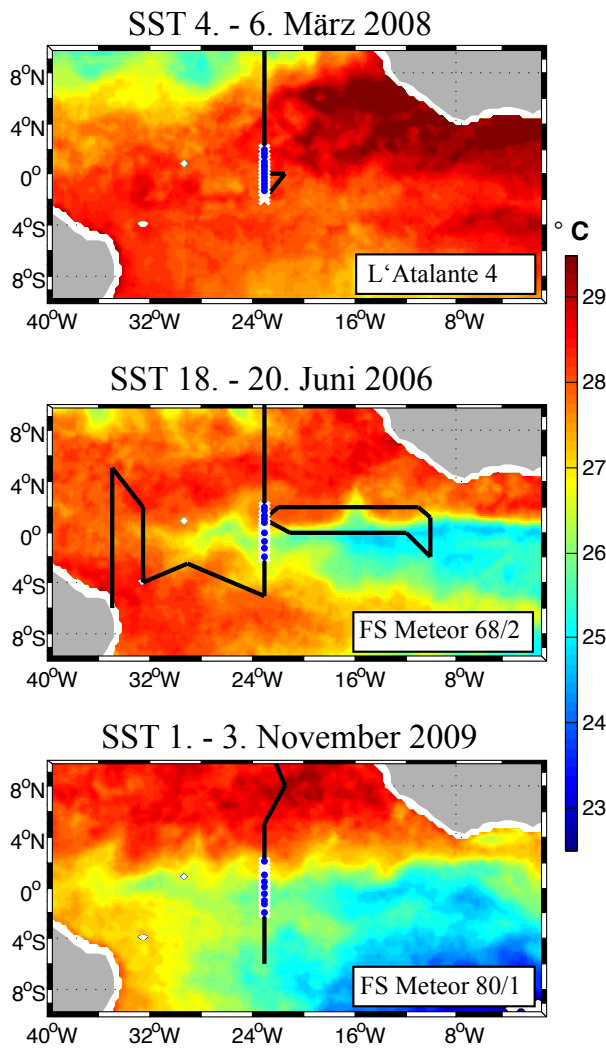 SST 4. - 6. März 2008
8°N
4°N
0°
4°S
8°S
L‘Atalante 4
40°W 32°W 24°W 16°W 8°W
° C
29
28
27
26
25
24
23
SST 18. - 20. Juni 2006
8°N
4°N
0°
4°S
8°S
FS Meteor 68/2
40°W 32°W 24°W 16°W 8°W
SST 1. - 3. November 2009
8°N
4°N
0°
4°S
8°S
FS Meteor 80/1
40°W 32°W 24°W 16°W 8°W